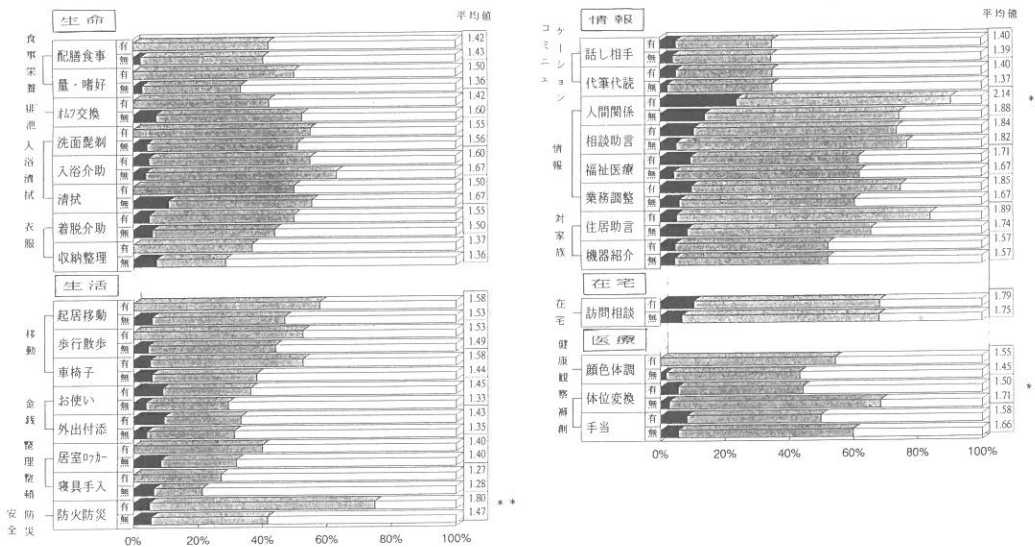 生命
平均値
食事栄養
配膳食事 有 1.42
無 1.43
量・嗜好 有 1.50
無 1.36
排泄
オムツ交換 有 1.42
無 1.60
入浴清拭
洗面髭剃 有 1.55
無 1.56
入浴介助 有 1.60
無 1.67
清拭 有 1.50
無 1.67
衣服
着脱介助 有 1.55
無 1.50
収納整理 有 1.37
無 1.36
生活
移動
起居移動 有 1.58
無 1.53
歩行散歩 有 1.53
無 1.49
車椅子 有 1.58
無 1.44
金銭
お使い 有 1.45
無 1.33
外出付添 有 1.43
無 1.35
整理整頓
居室ロッカー 有 1.40
無 1.40
寝具手入 有 1.27
無 1.28
安全防災
防火防災 有 1.80 **
無 1.47
0% 20% 40% 60% 80% 100%
情報
平均値
コミュニケーション
話し相手 有 1.40
無 1.39
代筆代読 有 1.40
無 1.37
情報
人間関係 有 2.14 *
無 1.88
相談助言 有 1.84
無 1.82
福祉医療 有 1.71
無 1.67
業務調整 有 1.85
無 1.67
対家族
住居助言 有 1.89
無 1.74
機器紹介 有 1.57
無 1.57
在宅
在宅
訪問相談 有 1.79
無 1.75
医療
健康観察
顔色体調 有 1.55
無 1.45
体位変換 有 1.50 *
無 1.71
手当 有 1.58
無 1.66
0% 20% 40% 60% 80% 100%